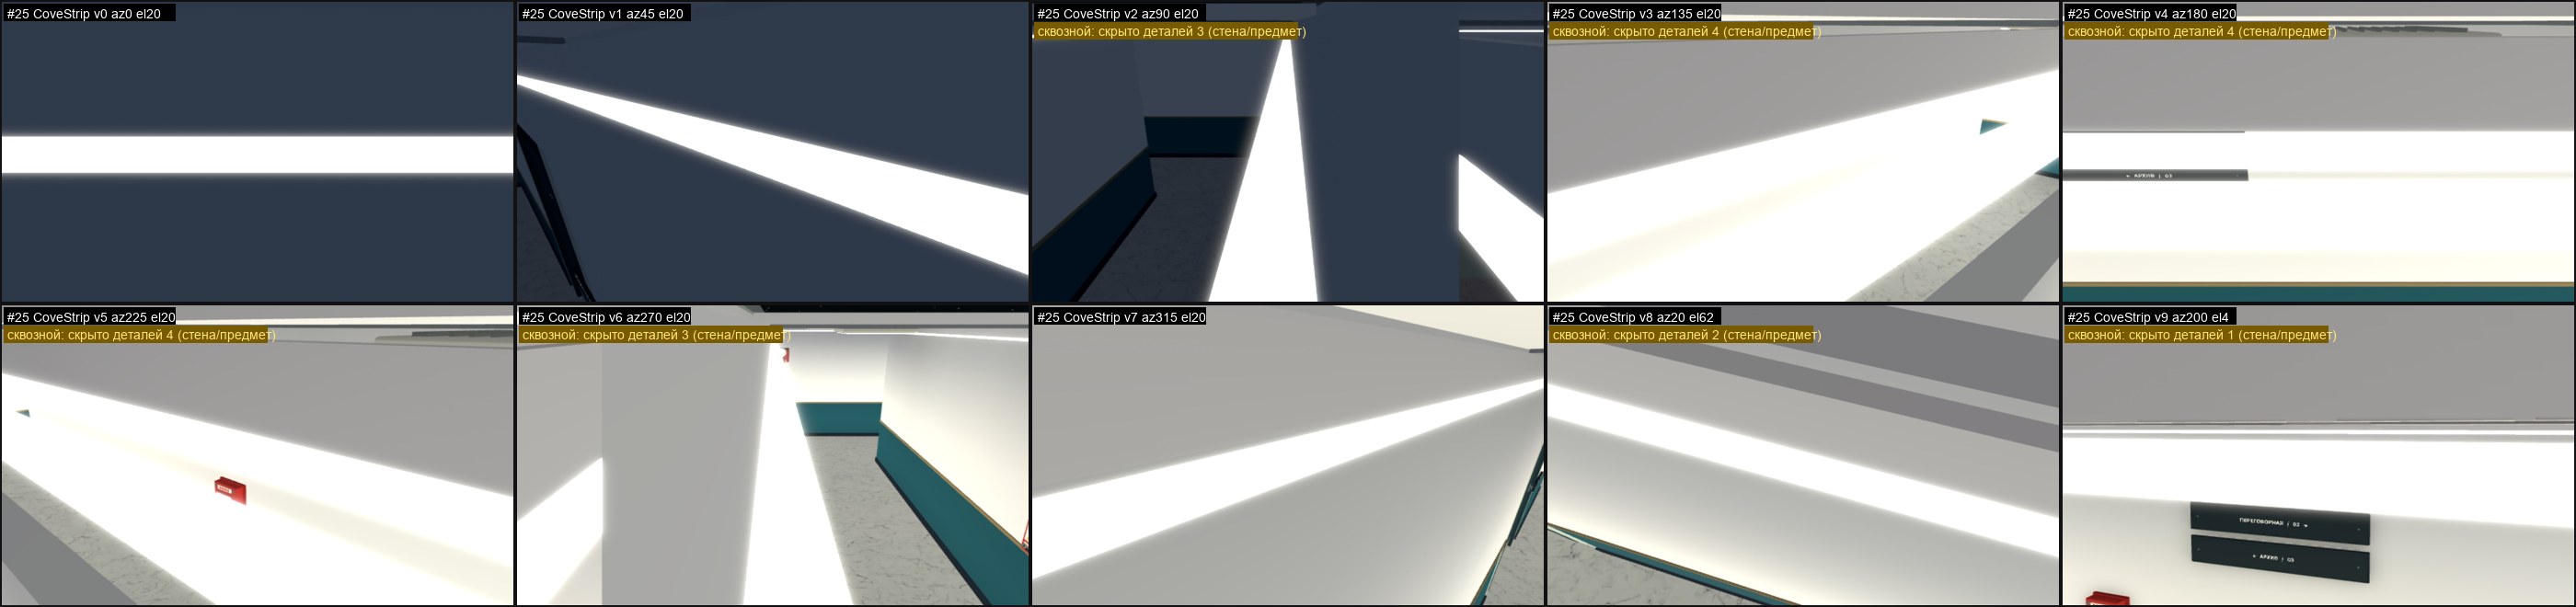 #25 CoveStrip v0 az0 el20
#25 CoveStrip v1 az45 el20
#25 CoveStrip v2 az90 el20
сквозной: скрыто деталей 3 (стена/предмет)
#25 CoveStrip v3 az135 el20
сквозной: скрыто деталей 4 (стена/предмет)
#25 CoveStrip v4 az180 el20
сквозной: скрыто деталей 4 (стена/предмет)
#25 CoveStrip v5 az225 el20
сквозной: скрыто деталей 4 (стена/предмет)
#25 CoveStrip v6 az270 el20
сквозной: скрыто деталей 3 (стена/предмет)
#25 CoveStrip v7 az315 el20
#25 CoveStrip v8 az20 el62
сквозной: скрыто деталей 2 (стена/предмет)
#25 CoveStrip v9 az200 el4
сквозной: скрыто деталей 1 (стена/предмет)
ПЕРЕГОВОРНАЯ